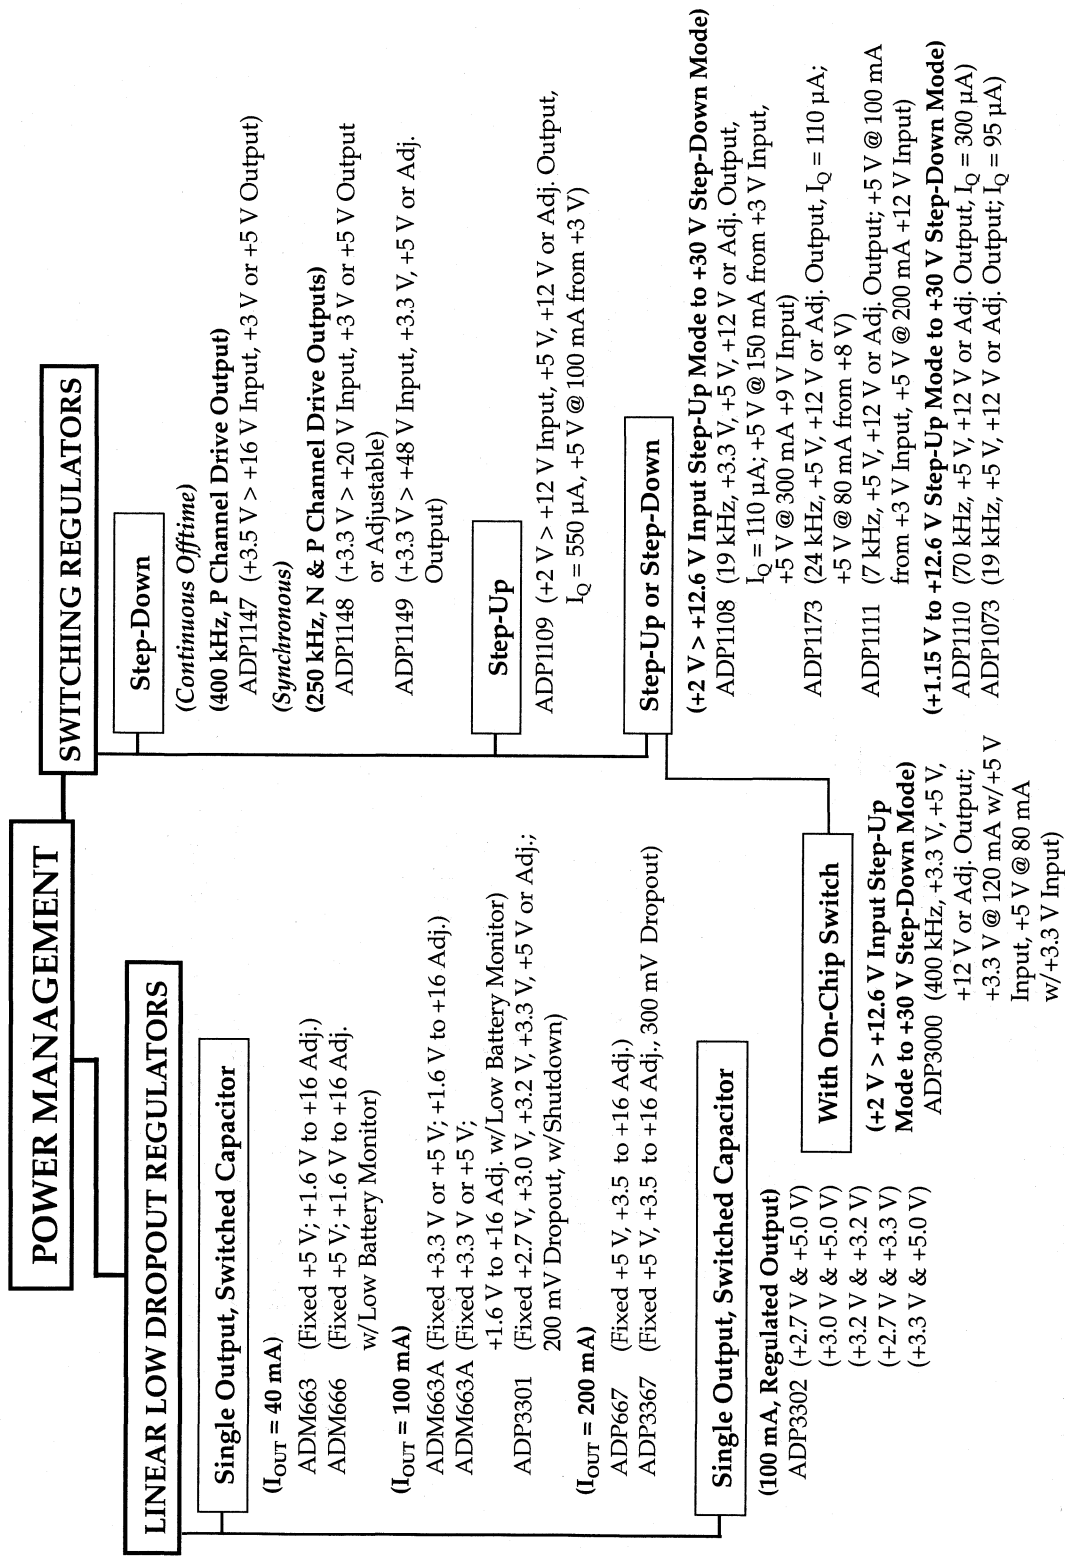 POWER MANAGEMENT
LINEAR LOW DROPOUT REGULATORS
Single Output, Switched Capacitor
(IOUT = 40 mA)
ADM663 (Fixed +5 V; +1.6 V to +16 Adj.)
ADM666 (Fixed +5 V; +1.6 V to +16 Adj.
w/Low Battery Monitor)
(IOUT = 100 mA)
ADM663A (Fixed +3.3 V or +5 V; +1.6 V to +16 Adj.)
ADM663A (Fixed +3.3 V or +5 V;
+1.6 V to +16 Adj. w/Low Battery Monitor)
ADP3301 (Fixed +2.7 V, +3.0 V, +3.2 V, +3.3 V, +5 V or Adj.;
200 mV Dropout, w/Shutdown)
(IOUT = 200 mA)
ADP667 (Fixed +5 V, +3.5 to +16 Adj.)
ADP3367 (Fixed +5 V, +3.5 to +16 Adj., 300 mV Dropout)
Single Output, Switched Capacitor
(100 mA, Regulated Output)
ADP3302 (+2.7 V & +5.0 V)
(+3.0 V & +5.0 V)
(+3.2 V & +3.2 V)
(+2.7 V & +3.3 V)
(+3.3 V & +5.0 V)
SWITCHING REGULATORS
Step-Down
(Continuous Offtime)
(400 kHz, P Channel Drive Output)
ADP1147 (+3.5 V > +16 V Input, +3 V or +5 V Output)
(Synchronous)
(250 kHz, N & P Channel Drive Outputs)
ADP1148 (+3.3 V > +20 V Input, +3 V or +5 V Output
or Adjustable)
ADP1149 (+3.3 V > +48 V Input, +3.3 V, +5 V or Adj.
Output)
Step-Up
ADP1109 (+2 V > +12 V Input, +5 V, +12 V or Adj. Output,
IQ = 550 µA, +5 V @ 100 mA from +3 V)
Step-Up or Step-Down
(+2 V > +12.6 V Input Step-Up Mode to +30 V Step-Down Mode)
ADP1108 (19 kHz, +3.3 V, +5 V, +12 V or Adj. Output,
IQ = 110 µA; +5 V @ 150 mA from +3 V Input,
+5 V @ 300 mA +9 V Input)
ADP1173 (24 kHz, +5 V, +12 V or Adj. Output, IQ = 110 µA;
+5 V @ 80 mA from +8 V)
ADP1111 (7 kHz, +5 V, +12 V or Adj. Output; +5 V @ 100 mA
from +3 V Input, +5 V @ 200 mA +12 V Input)
(+1.15 V to +12.6 V Step-Up Mode to +30 V Step-Down Mode)
ADP1110 (70 kHz, +5 V, +12 V or Adj. Output, IQ = 300 µA)
ADP1073 (19 kHz, +5 V, +12 V or Adj. Output; IQ = 95 µA)
With On-Chip Switch
(+2 V > +12.6 V Input Step-Up
Mode to +30 V Step-Down Mode)
ADP3000 (400 kHz, +3.3 V, +5 V,
+12 V or Adj. Output;
+3.3 V @ 120 mA w/+5 V
Input, +5 V @ 80 mA
w/+3.3 V Input)